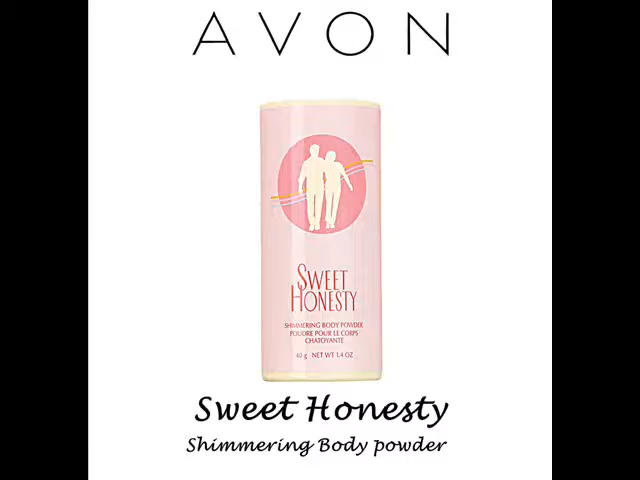 AVON
SWEET
HONESTY
SHIMMERING BODY POWDER
POUDRE POUR LE CORPS
CHATOYANTE
40 g NET WT 1.4 OZ
Sweet Honesty
Shimmering Body powder